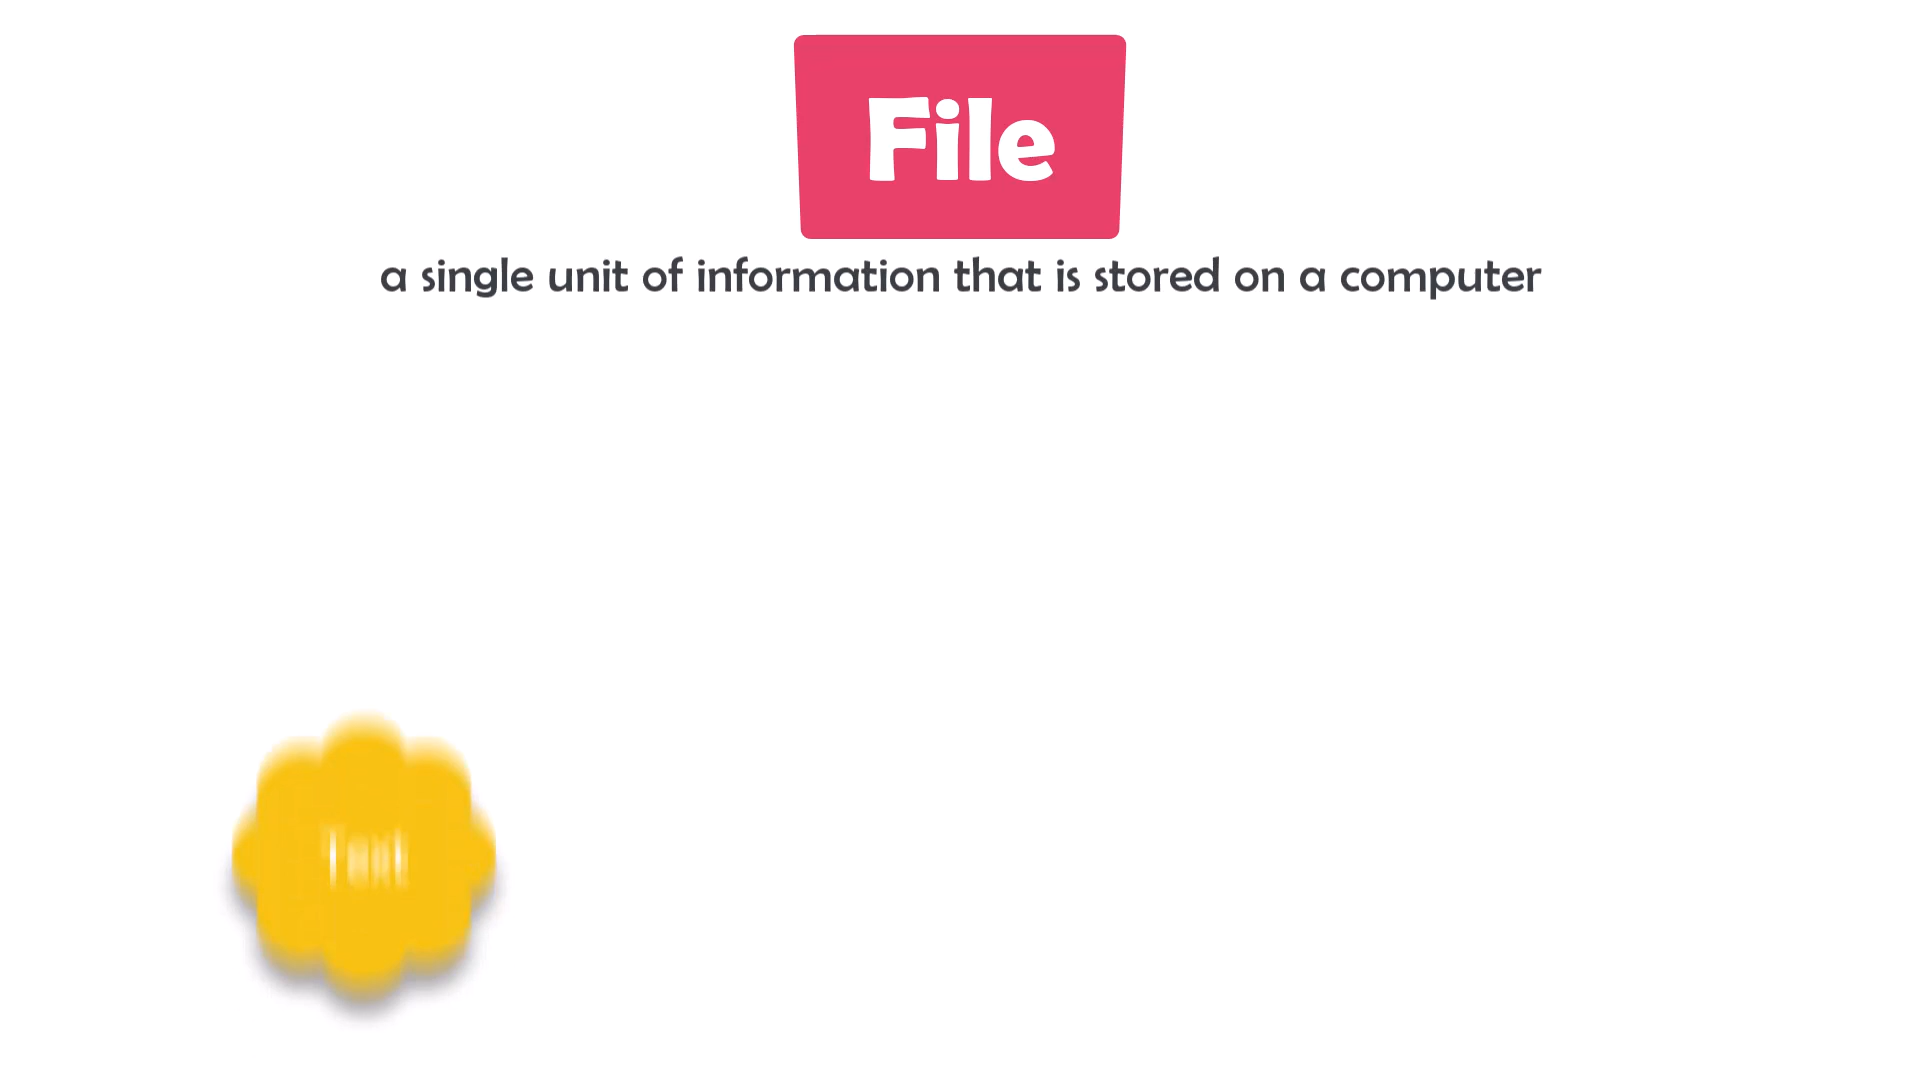 File
a single unit of information that is stored on a computer